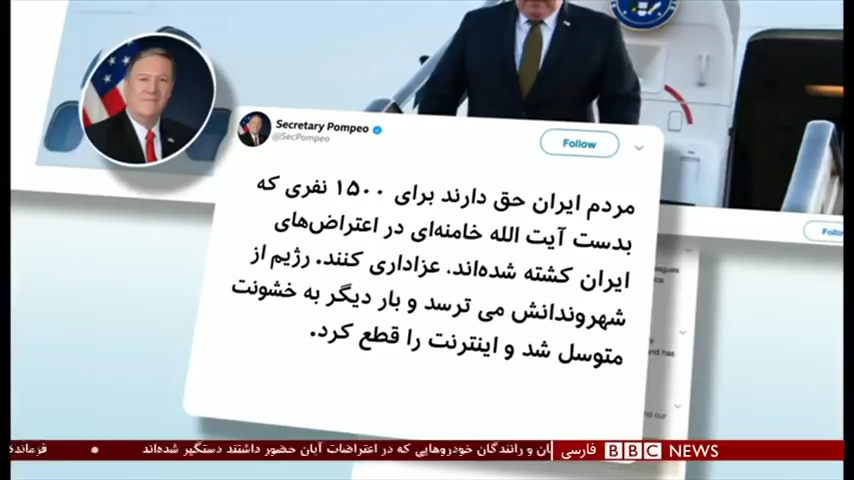 Secretary Pompeo
@SecPompeo
Follow
مردم ایران حق دارند برای ۱۵۰۰ نفری که
بدست آیت الله خامنه‌ای در اعتراض‌های
ایران کشته شده‌اند، عزاداری کنند. رژیم از
شهروندانش می ترسد و بار دیگر به خشونت
متوسل شد و اینترنت را قطع کرد.
ان و رانندگان خودروهایی که در اعتراضات آبان حضور داشتند دستگیر شده‌اند • فرمانده
BBC NEWS فارسی